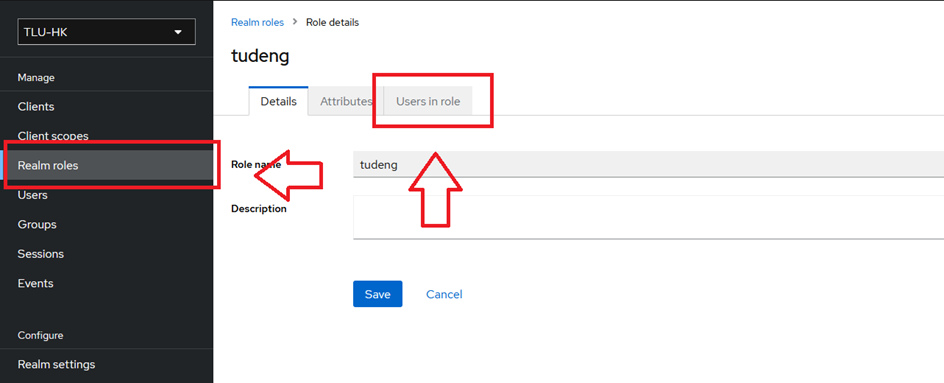 TLU-HK
Manage
Clients
Client scopes
Realm roles
Users
Groups
Sessions
Events
Configure
Realm settings
Realm roles > Role details
tudeng
Details Attributes Users in role
Role name tudeng
Description
Save Cancel